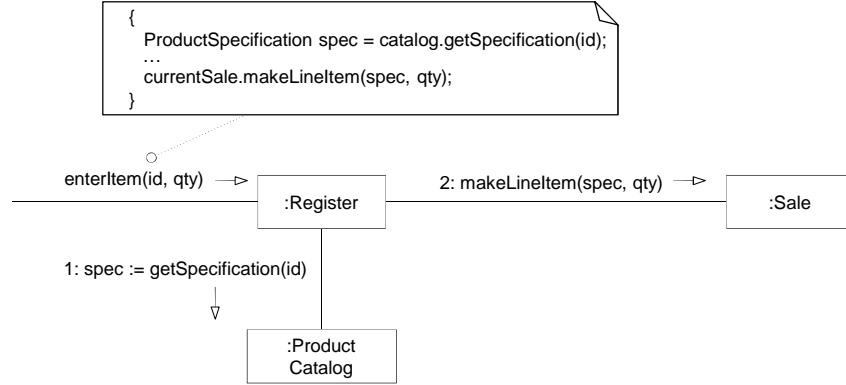 {
ProductSpecification spec = catalog.getSpecification(id);
...
currentSale.makeLineItem(spec, qty);
}
enterItem(id, qty)
2: makeLineItem(spec, qty)
:Register
:Sale
1: spec := getSpecification(id)
:Product
Catalog